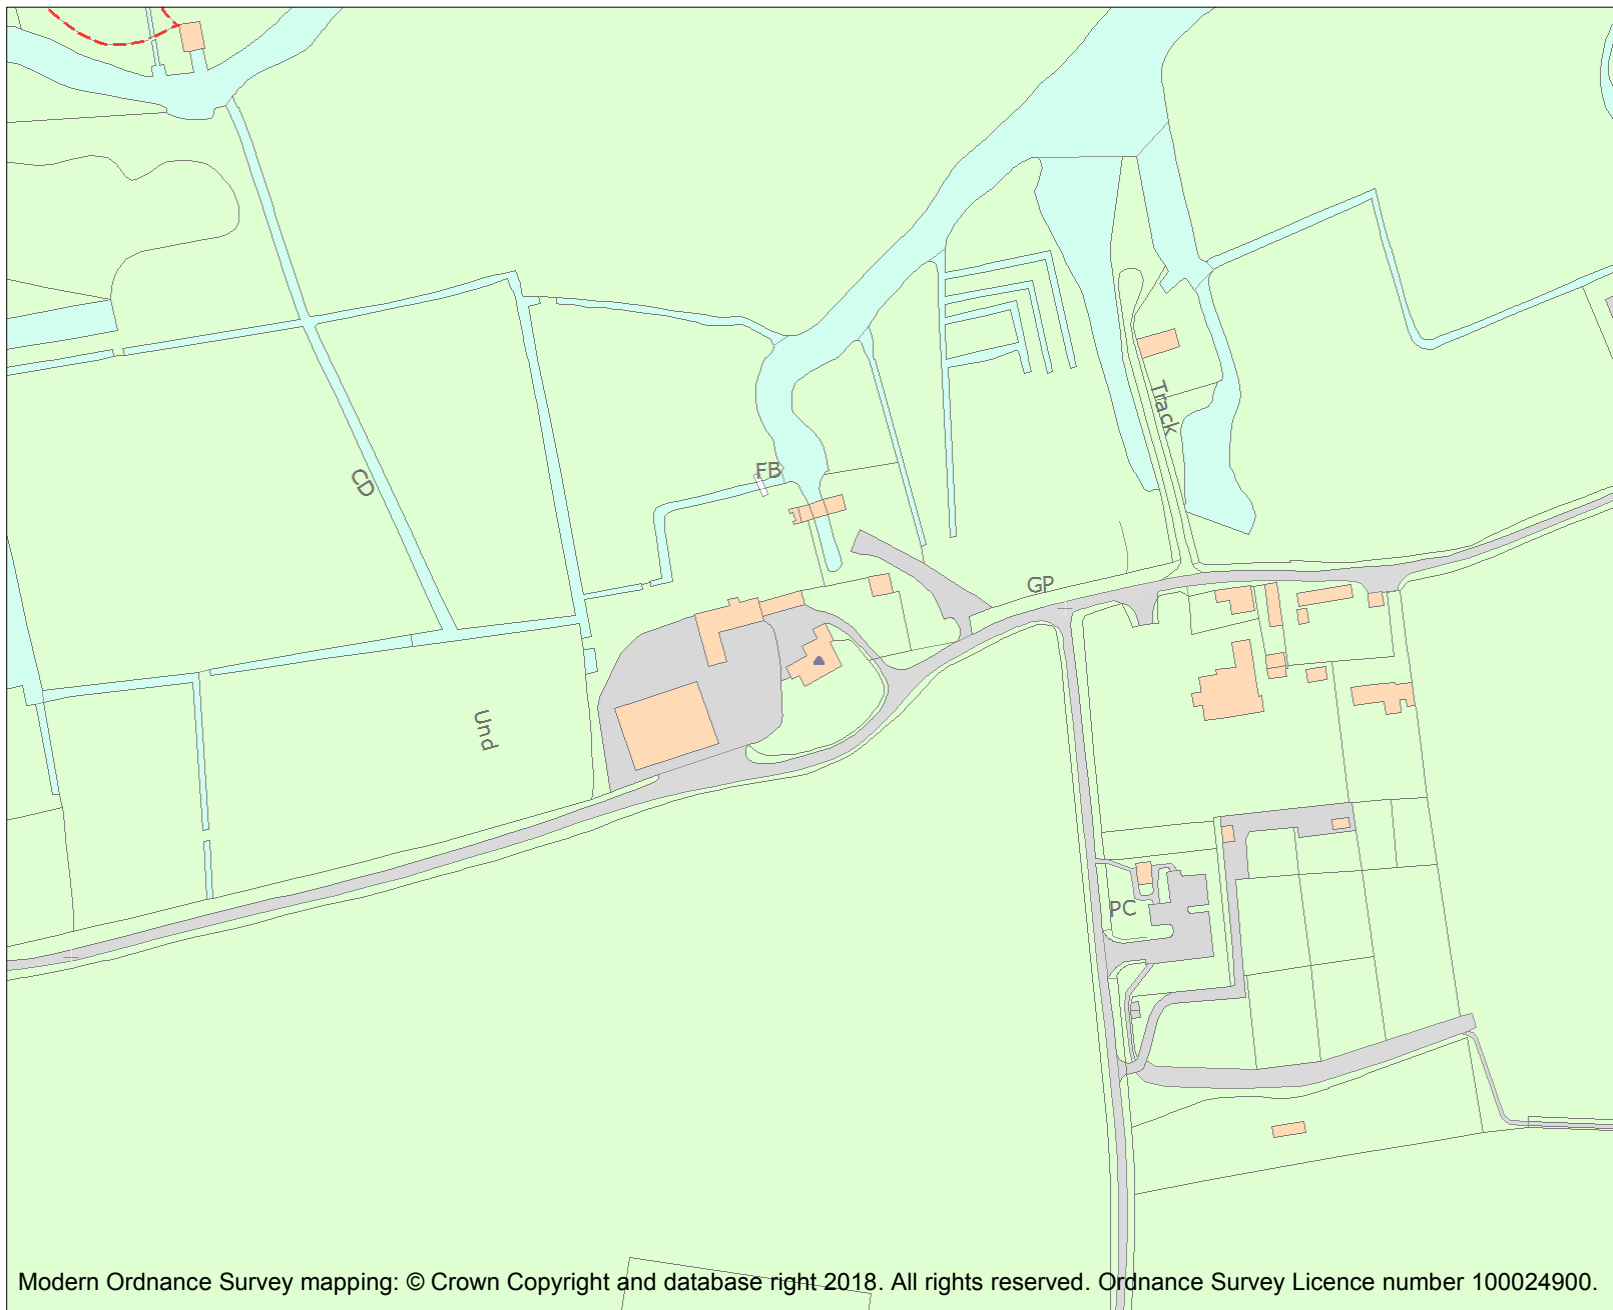 Track
FB
CD
GP
Und
PC
Modern Ordnance Survey mapping: © Crown Copyright and database right 2018. All rights reserved. Ordnance Survey Licence number 100024900.